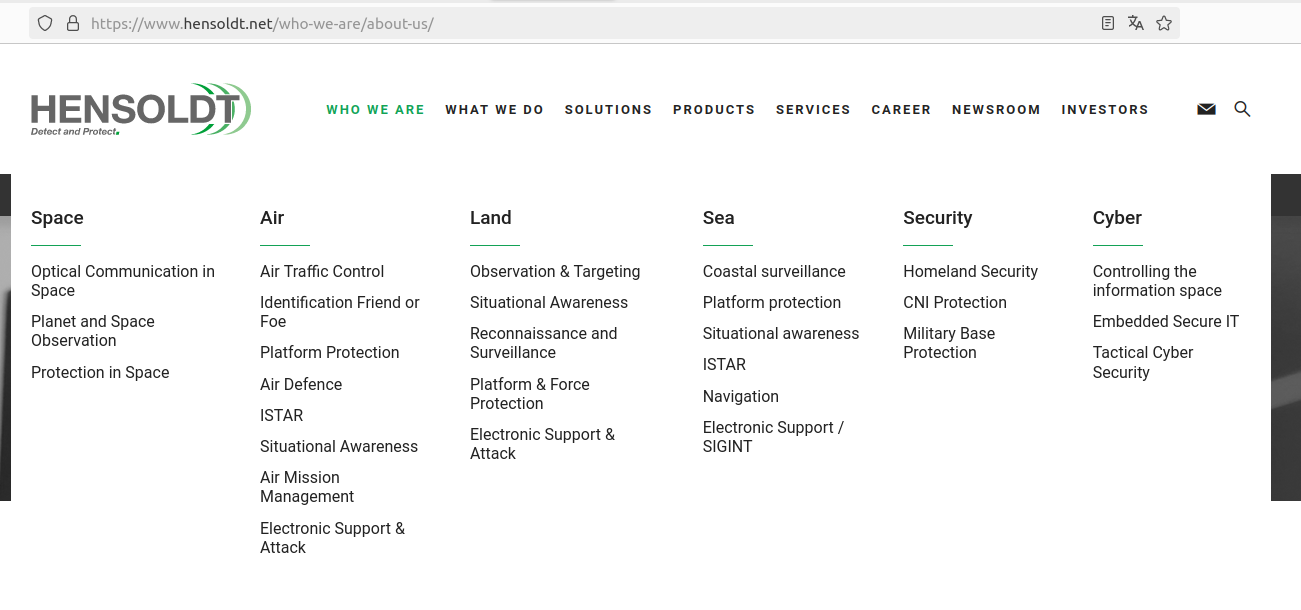 https://www.hensoldt.net/who-we-are/about-us/
HENSOLDT
Detect and Protect.
WHO WE ARE WHAT WE DO SOLUTIONS PRODUCTS SERVICES CAREER NEWSROOM INVESTORS
Space
Optical Communication in
Space
Planet and Space
Observation
Protection in Space
Air
Air Traffic Control
Identification Friend or
Foe
Platform Protection
Air Defence
ISTAR
Situational Awareness
Air Mission
Management
Electronic Support &
Attack
Land
Observation & Targeting
Situational Awareness
Reconnaissance and
Surveillance
Platform & Force
Protection
Electronic Support &
Attack
Sea
Coastal surveillance
Platform protection
Situational awareness
ISTAR
Navigation
Electronic Support /
SIGINT
Security
Homeland Security
CNI Protection
Military Base
Protection
Cyber
Controlling the
information space
Embedded Secure IT
Tactical Cyber
Security